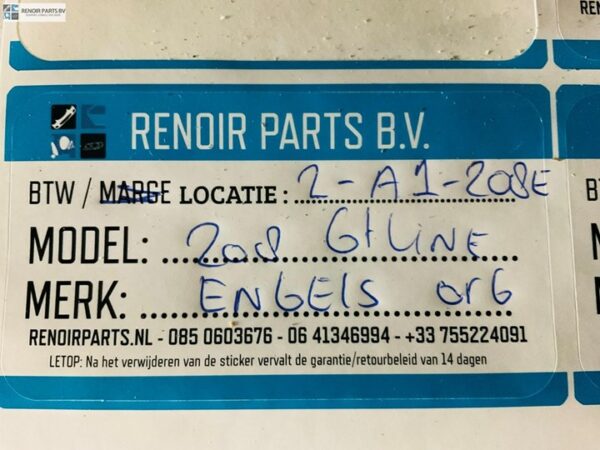 RENOIR PARTS BV
RENOIR PARTS B.V.
BTW / MARGE LOCATIE : 2-A1-208E
MODEL: 208 GtLINE
MERK: ENGELS orG
RENOIRPARTS.NL - 085 0603676 - 06 41346994 - +33 755224091
LETOP: Na het verwijderen van de sticker vervalt de garantie/retourbeleid van 14 dagen